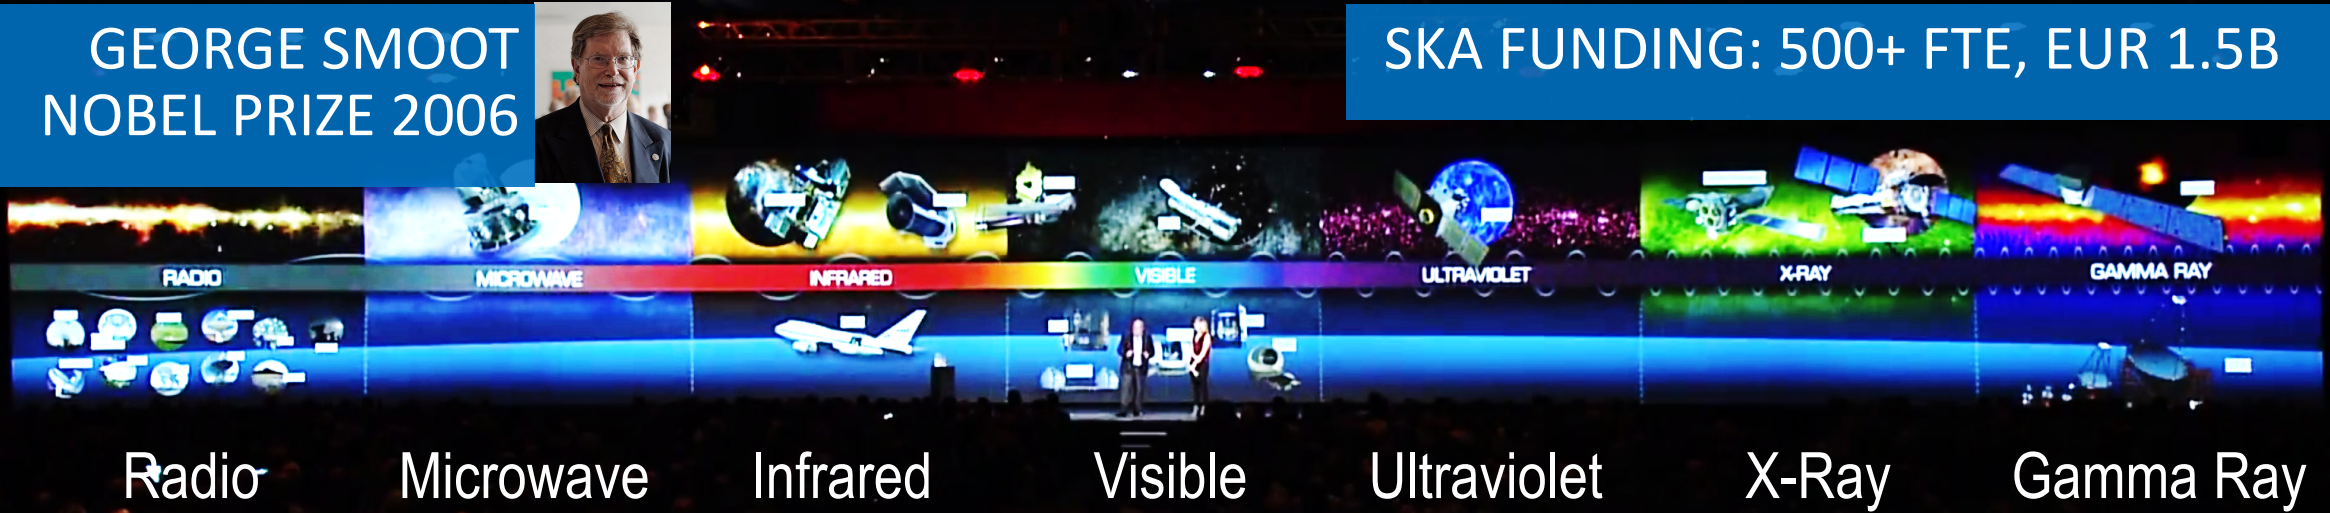 GEORGE SMOOT
NOBEL PRIZE 2006
SKA FUNDING: 500+ FTE, EUR 1.5B
RADIO MICROWAVE INFRARED VISIBLE ULTRAVIOLET X-RAY GAMMA RAY
Radio Microwave Infrared Visible Ultraviolet X-Ray Gamma Ray